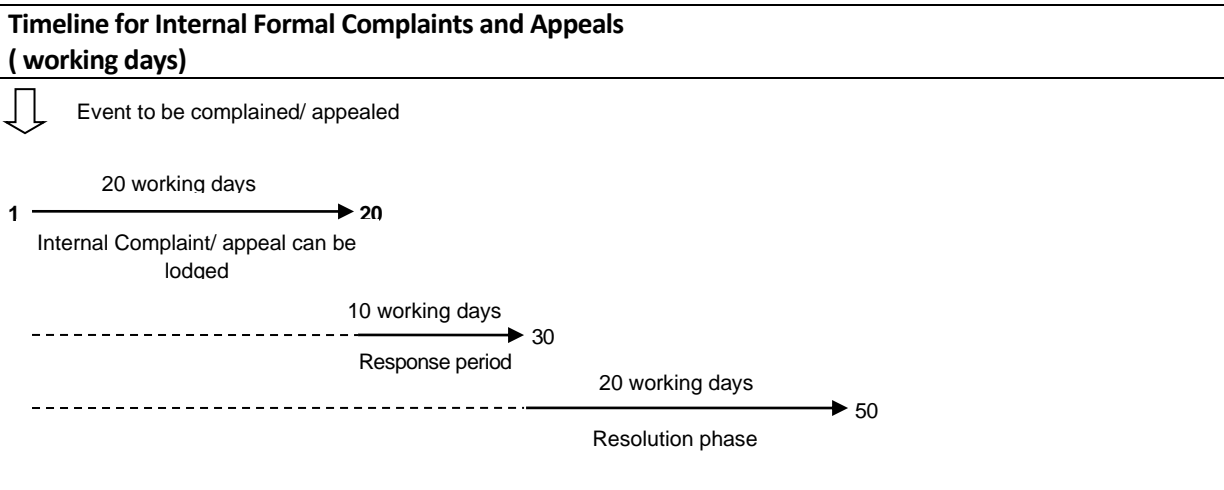 Timeline for Internal Formal Complaints and Appeals
( working days)
Event to be complained/ appealed
20 working days
1
20
Internal Complaint/ appeal can be
lodged
10 working days
30
Response period
20 working days
50
Resolution phase